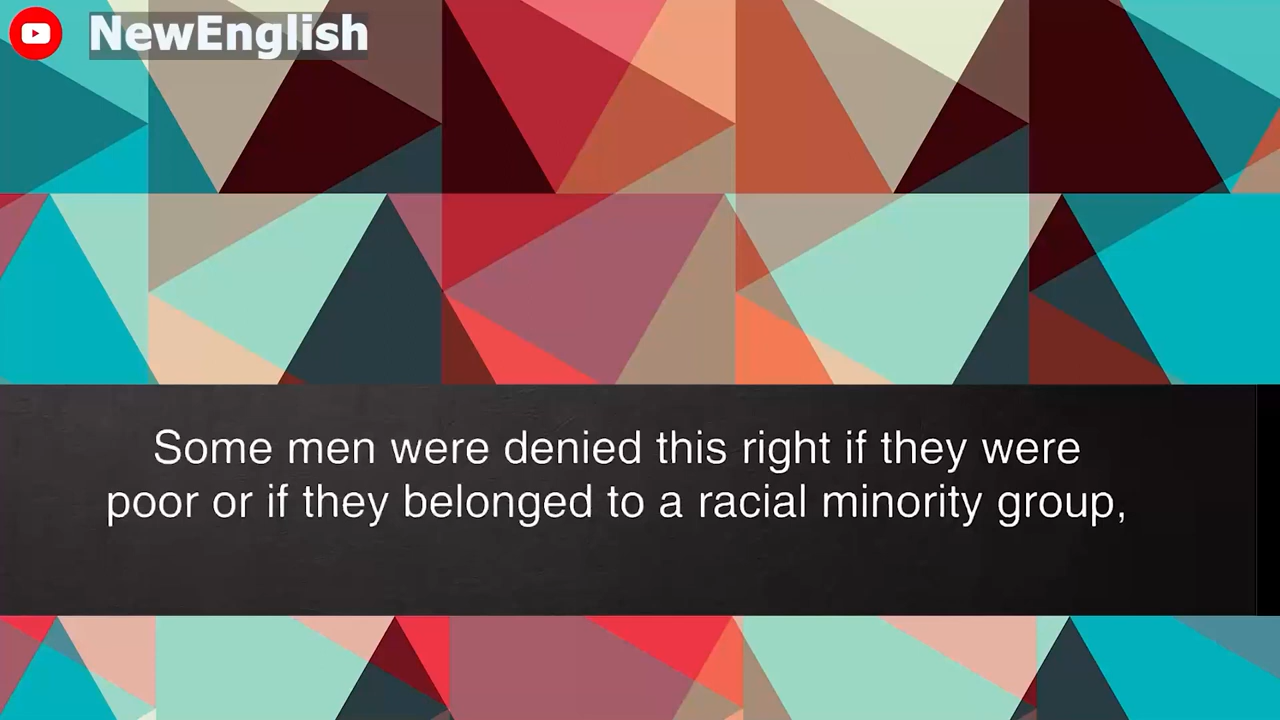 NewEnglish
Some men were denied this right if they were
poor or if they belonged to a racial minority group,